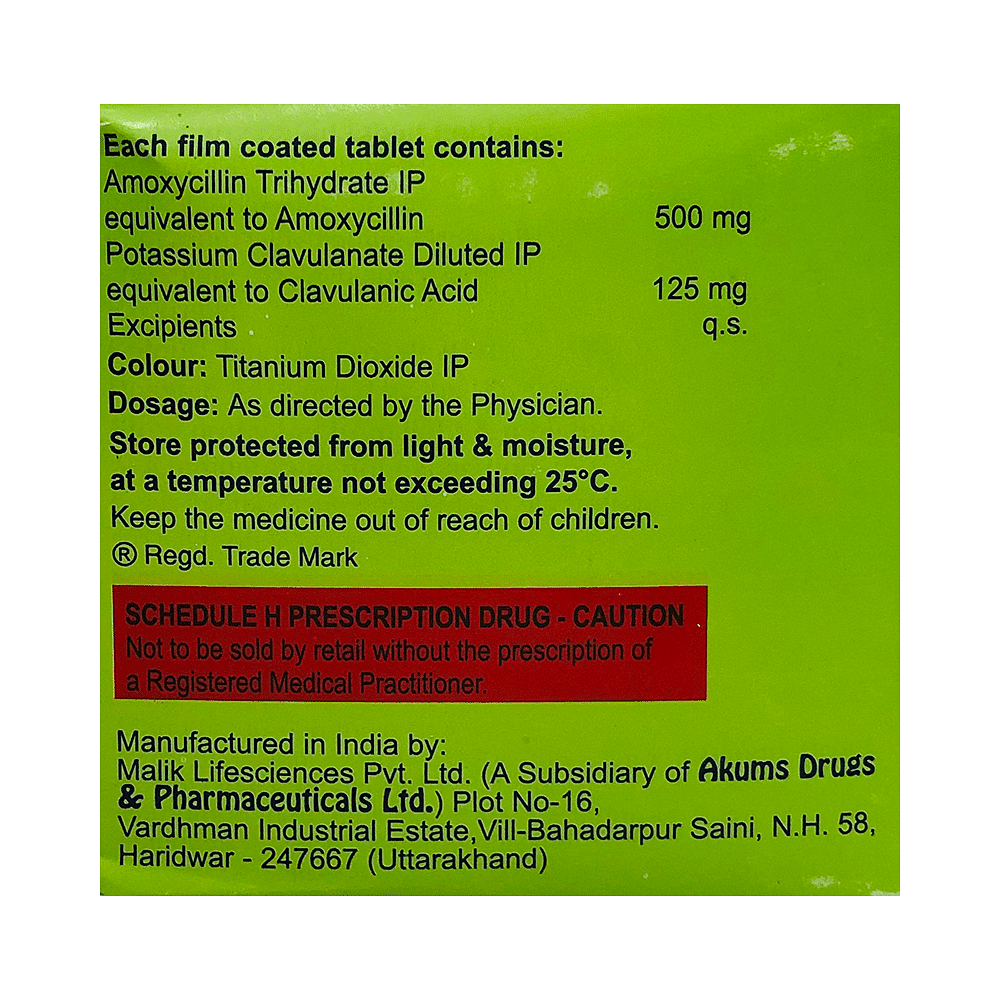 Each film coated tablet contains:
Amoxycillin Trihydrate IP
equivalent to Amoxycillin 500 mg
Potassium Clavulanate Diluted IP
equivalent to Clavulanic Acid 125 mg
Excipients q.s.
Colour: Titanium Dioxide IP
Dosage: As directed by the Physician.
Store protected from light & moisture,
at a temperature not exceeding 25°C.
Keep the medicine out of reach of children.
® Regd. Trade Mark
SCHEDULE H PRESCRIPTION DRUG - CAUTION
Not to be sold by retail without the prescription of
a Registered Medical Practitioner.
Manufactured in India by:
Malik Lifesciences Pvt. Ltd. (A Subsidiary of Akums Drugs
& Pharmaceuticals Ltd.) Plot No-16,
Vardhman Industrial Estate,Vill-Bahadarpur Saini, N.H. 58,
Haridwar - 247667 (Uttarakhand)